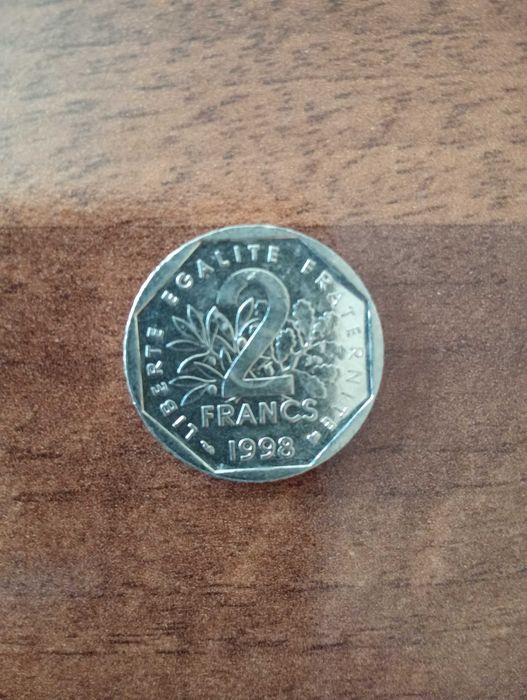 LIBERTE EGALITE FRATERNITE
2
FRANCS
1998